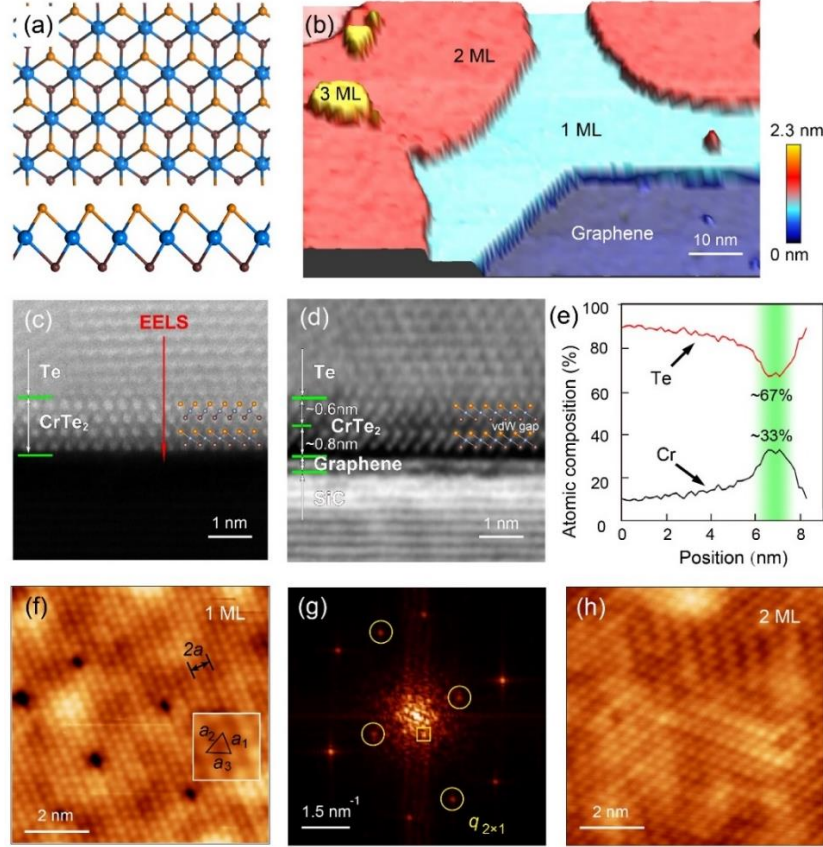 (a)
(b)
2 ML
3 ML
1 ML
Graphene
10 nm
2.3 nm
0 nm
(c)
EELS
Te
CrTe₂
1 nm
(d)
Te
~0.6nm
CrTe₂
vdW gap
~0.8nm
Graphene
SiC
1 nm
(e)
Atomic composition (%)
100
80
60
40
20
0
Te
~67%
~33%
Cr
0 2 4 6 8
Position (nm)
(f)
1 ML
2a
a₂ a₁
a₃
2 nm
(g)
1.5 nm⁻¹
q₂ₓ₁
(h)
2 ML
2 nm